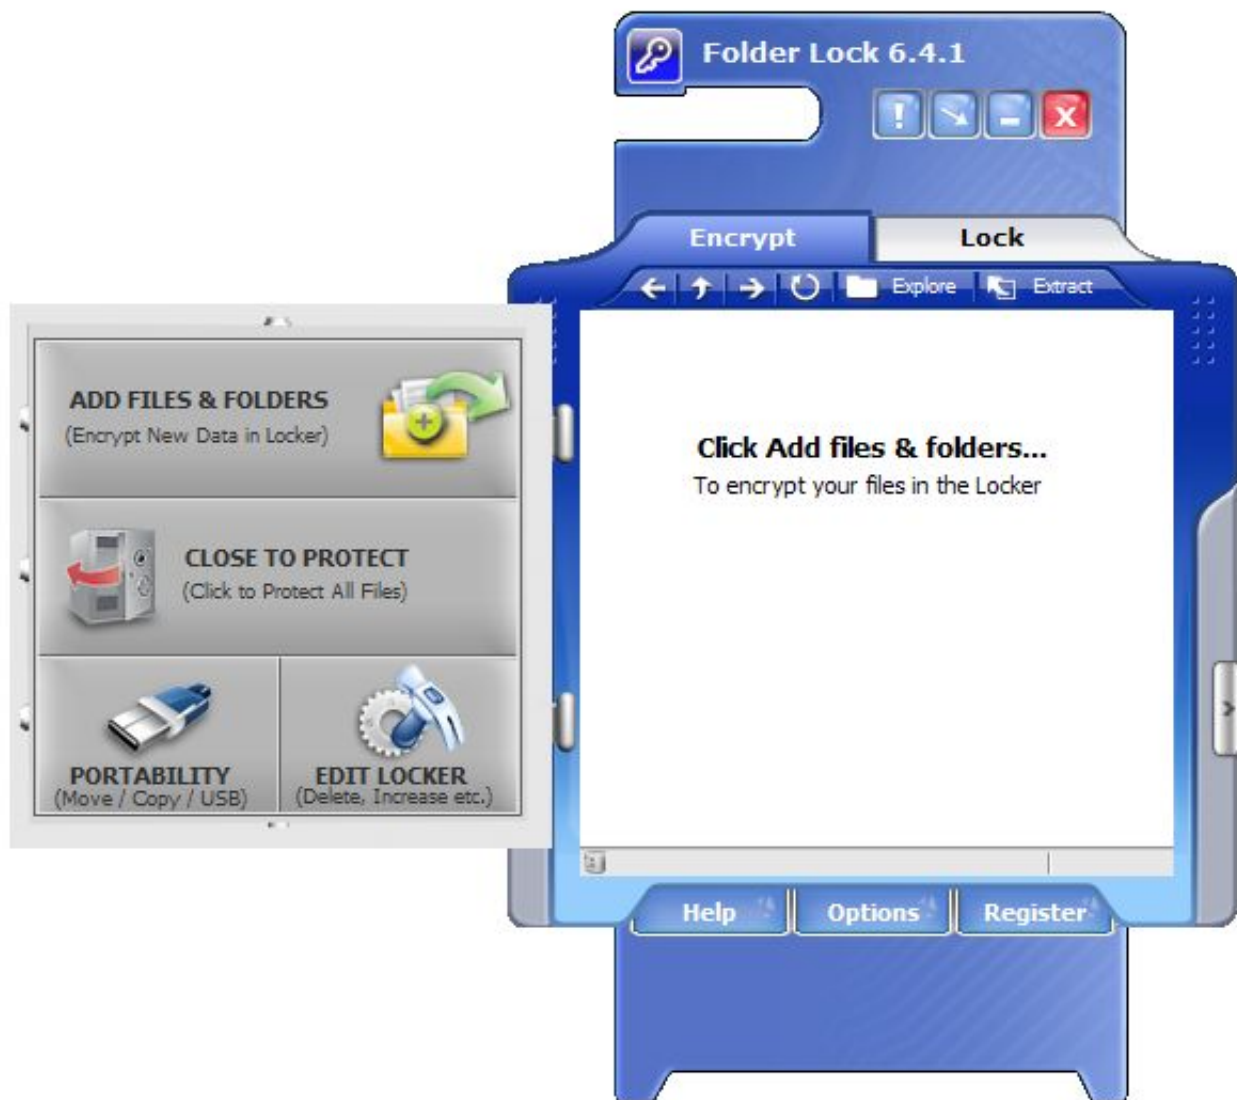 Folder Lock 6.4.1
Encrypt
Lock
Explore
Extract
ADD FILES & FOLDERS
(Encrypt New Data in Locker)
CLOSE TO PROTECT
(Click to Protect All Files)
PORTABILITY
(Move / Copy / USB)
EDIT LOCKER
(Delete, Increase etc.)
Click Add files & folders...
To encrypt your files in the Locker
Help
Options
Register